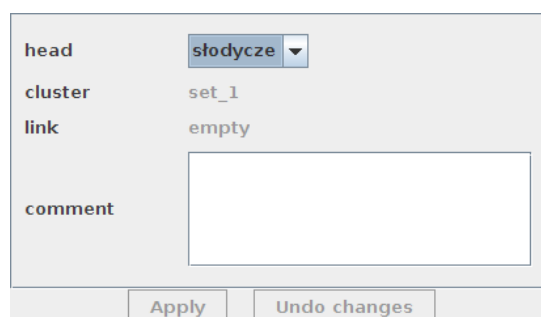 head słodycze
cluster set_1
link empty
comment
Apply Undo changes